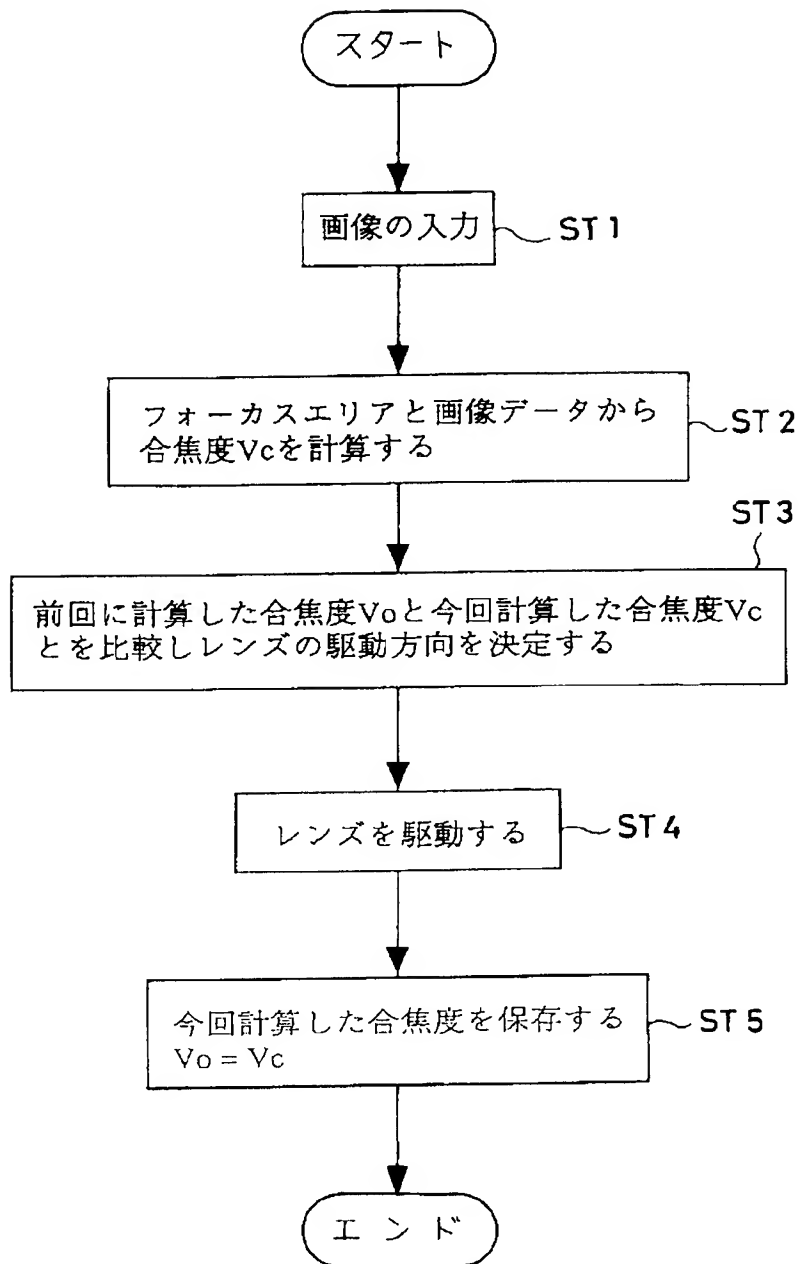 スタート
画像の入力
ST1
フォーカスエリアと画像データから
合焦度Vcを計算する
ST2
ST3
前回に計算した合焦度Voと今回計算した合焦度Vc
とを比較しレンズの駆動方向を決定する
レンズを駆動する
ST4
今回計算した合焦度を保存する
Vo = Vc
ST5
エンド